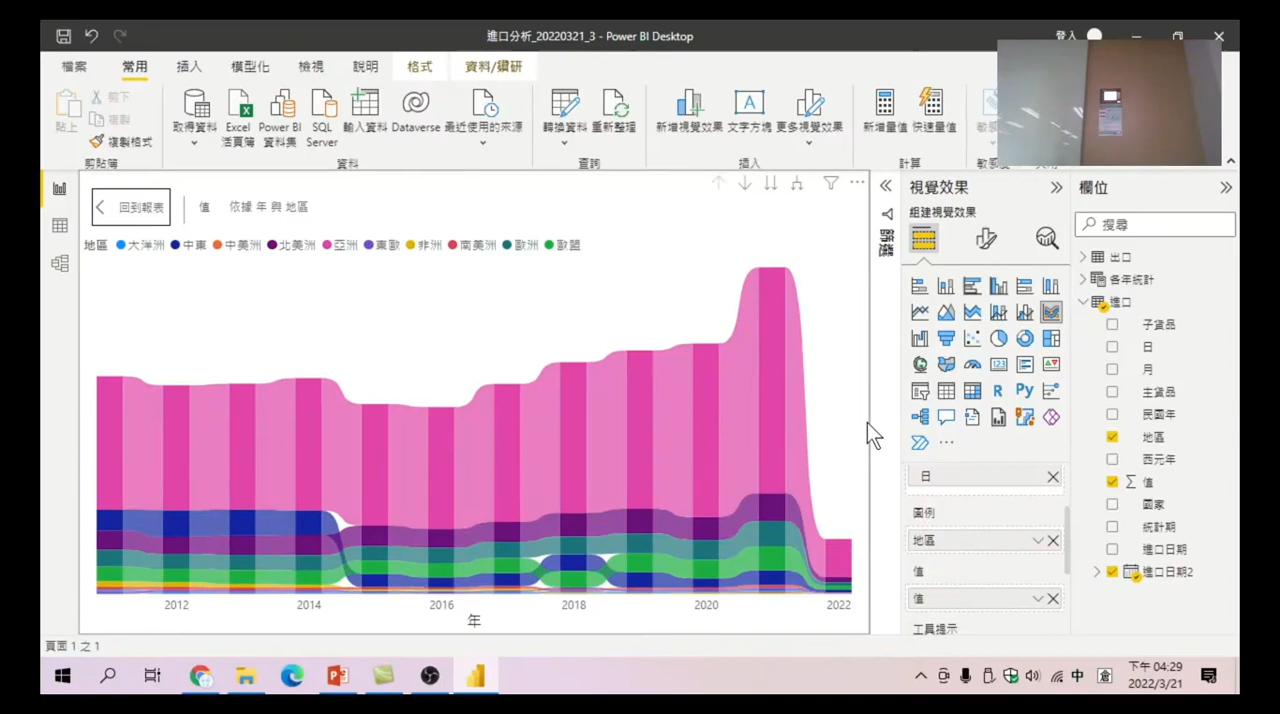 進口分析_20220321_3 - Power BI Desktop
登入
檔案 常用 插入 模型化 檢視 說明 格式 資料/鑽研
貼上
剪下
複製
複製格式
取得資料 Excel 活頁簿 Power BI 資料集 SQL Server 輸入資料 Dataverse 最近使用的來源
轉換資料 重新整理
新增視覺效果 文字方塊 更多視覺效果
新增量值 快速量值
剪貼簿 資料 查詢 插入 計算
回到報表 值 依據 年 與 地區
地區 大洋洲 中東 中美洲 北美洲 亞洲 東歐 非洲 南美洲 歐洲 歐盟
2012 2014 2016 2018 2020 2022
年
篩選
視覺效果
組建視覺效果
123
R Py
日
圖例
地區
值
值
工具提示
欄位
搜尋
出口
各年統計
進口
子貨品
日
月
主貨品
民國年
地區
西元年
Σ 值
國家
統計期
進口日期
進口日期2
頁面 1 之 1
中
下午 04:29
2022/3/21